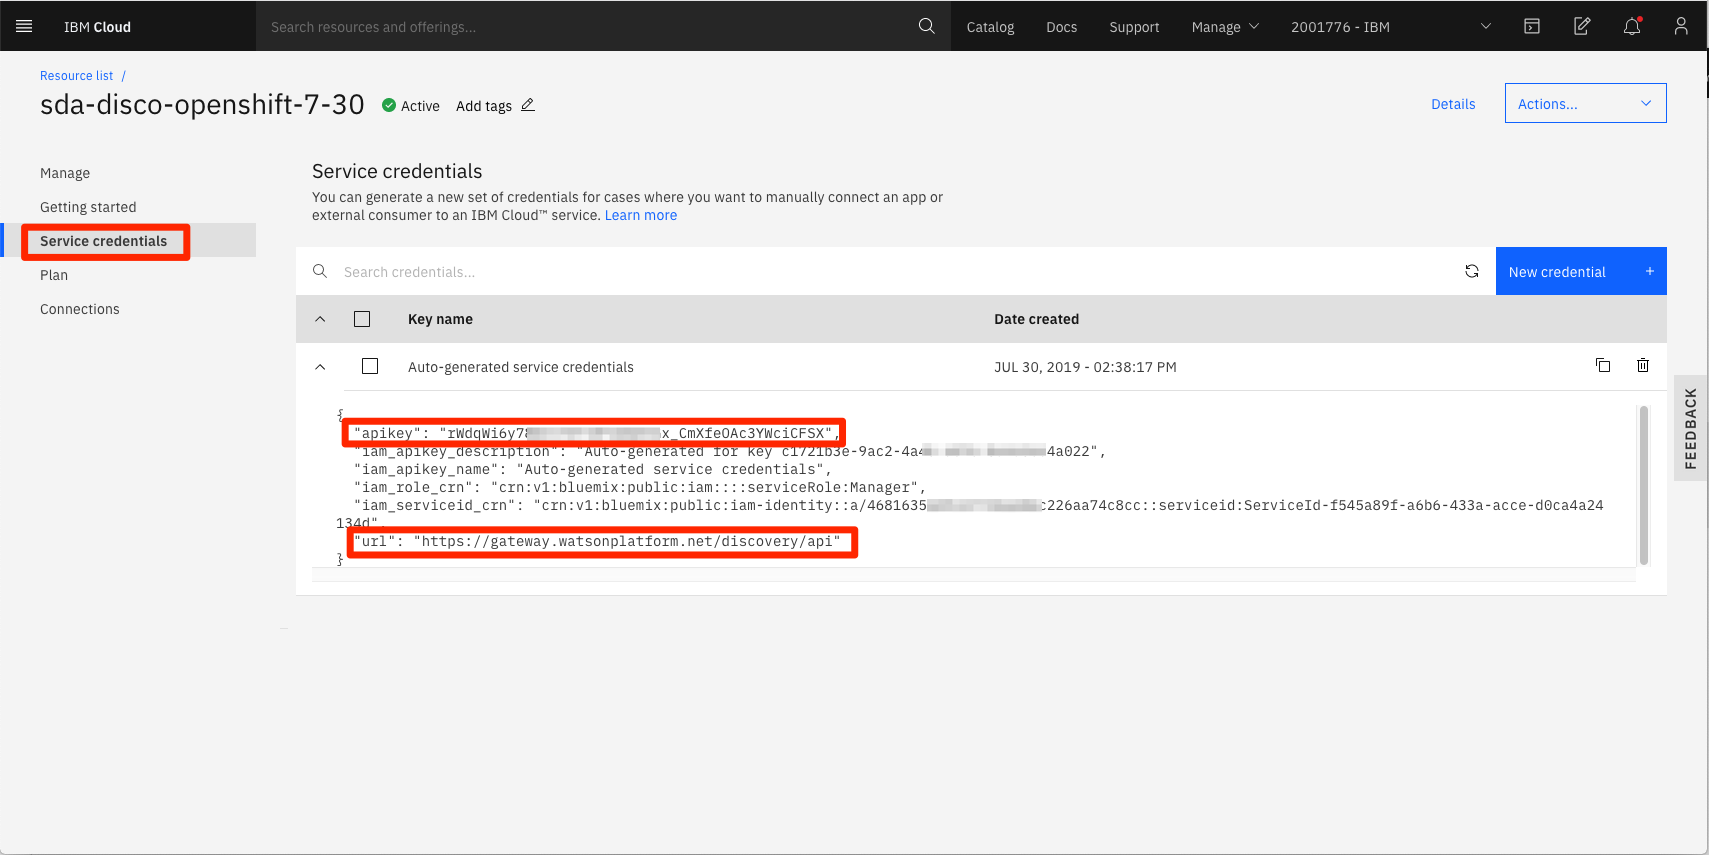 IBM Cloud
Search resources and offerings...
Catalog
Docs
Support
Manage
2001776 - IBM
Resource list /
sda-disco-openshift-7-30
Active
Add tags
Details
Actions...
Manage
Getting started
Service credentials
Plan
Connections
Service credentials
You can generate a new set of credentials for cases where you want to manually connect an app or
external consumer to an IBM Cloud™ service. Learn more
Search credentials...
New credential +
Key name
Date created
Auto-generated service credentials
JUL 30, 2019 - 02:38:17 PM
{
"apikey": "rWdqWi6y78 x_CmXfeOAc3YWciCFSX",
"iam_apikey_description": "Auto-generated for key c1721b3e-9ac2-4a4 4a022",
"iam_apikey_name": "Auto-generated service credentials",
"iam_role_crn": "crn:v1:bluemix:public:iam::::serviceRole:Manager",
"iam_serviceid_crn": "crn:v1:bluemix:public:iam-identity::a/4681635 c226aa74c8cc::serviceid:ServiceId-f545a89f-a6b6-433a-acce-d0ca4a24
134d",
"url": "https://gateway.watsonplatform.net/discovery/api"
}
FEEDBACK